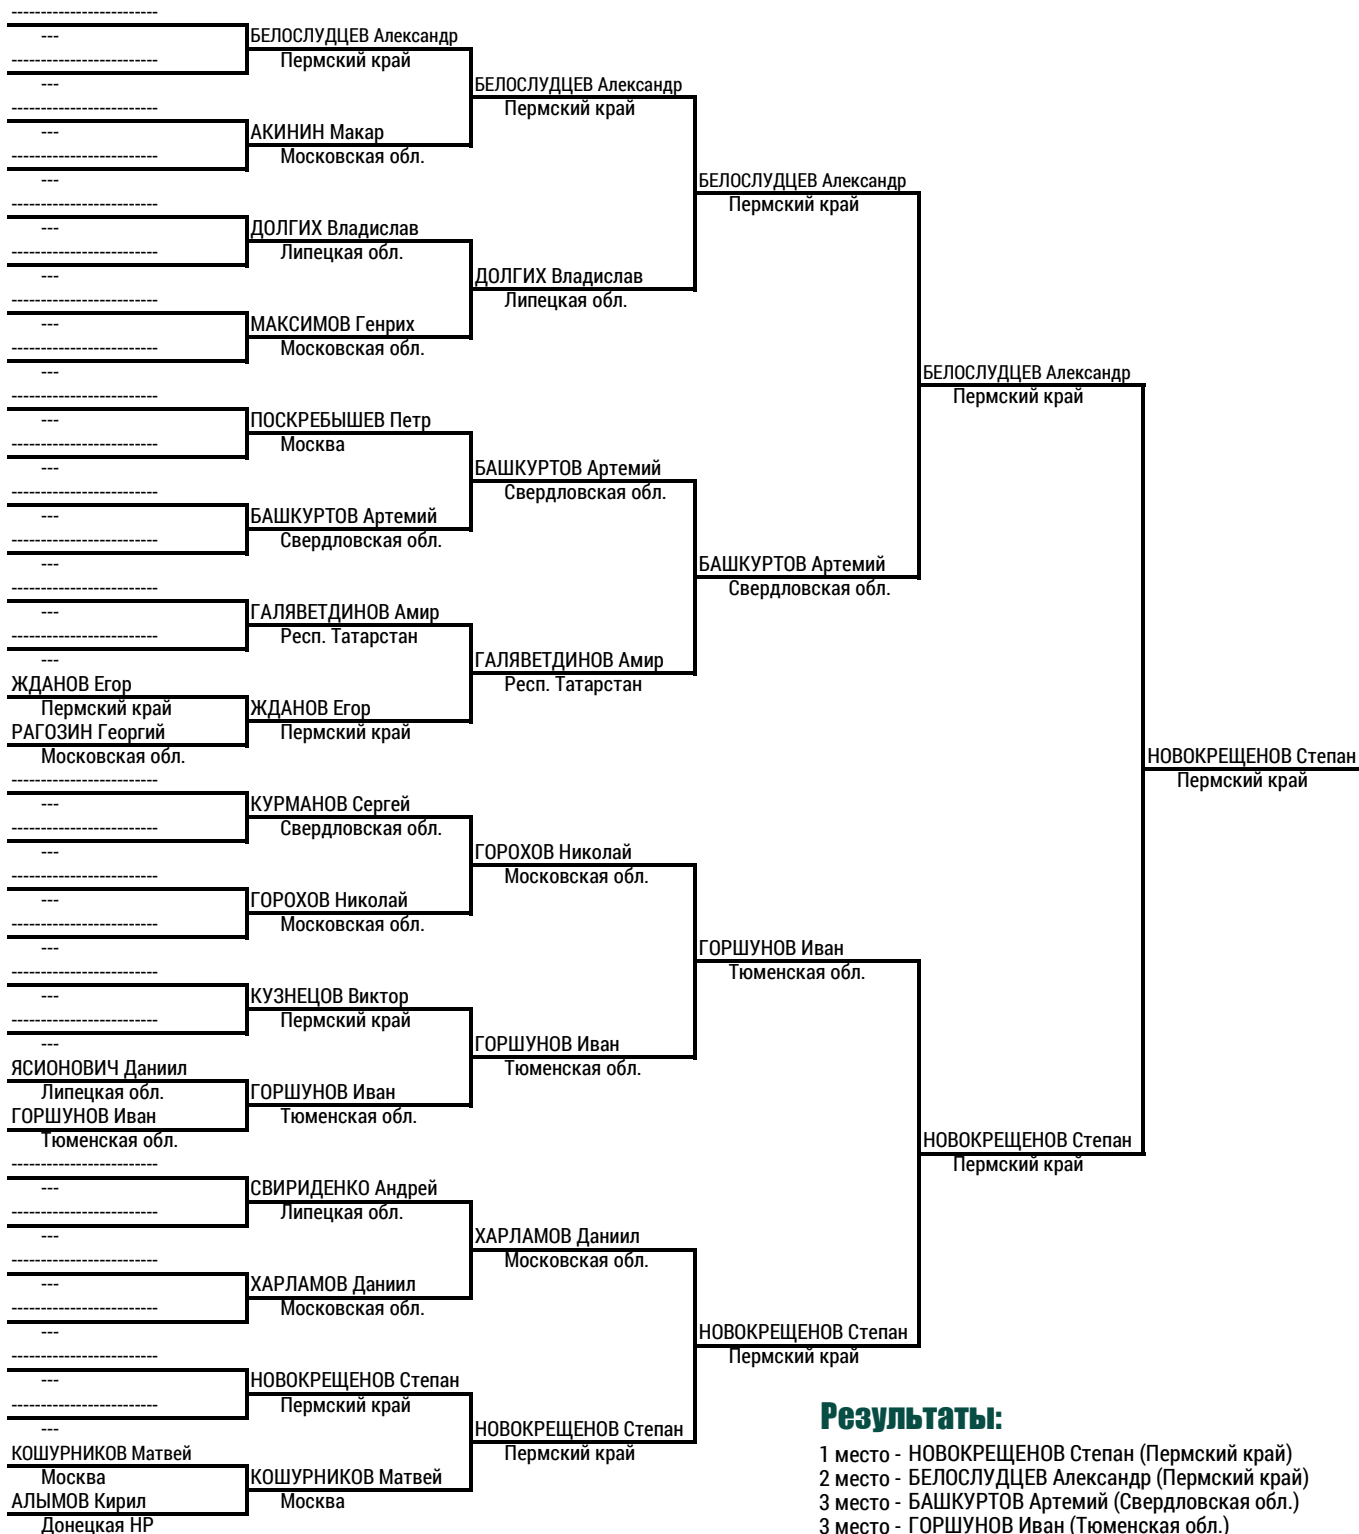 -------------------------
---
-------------------------
---
-------------------------
---
-------------------------
---
-------------------------
---
-------------------------
---
-------------------------
---
-------------------------
---
-------------------------
---
-------------------------
---
-------------------------
---
-------------------------
---
-------------------------
---
-------------------------
---
ЖДАНОВ Егор
Пермский край
РАГОЗИН Георгий
Московская обл.
-------------------------
---
-------------------------
---
-------------------------
---
-------------------------
---
-------------------------
---
-------------------------
---
ЯСИОНОВИЧ Даниил
Липецкая обл.
ГОРШУНОВ Иван
Тюменская обл.
-------------------------
---
-------------------------
---
-------------------------
---
-------------------------
---
-------------------------
---
-------------------------
---
КОШУРНИКОВ Матвей
Москва
АЛЫМОВ Кирил
Донецкая НР
БЕЛОСЛУДЦЕВ Александр
Пермский край
АКИНИН Макар
Московская обл.
ДОЛГИХ Владислав
Липецкая обл.
МАКСИМОВ Генрих
Московская обл.
ПОСКРЕБЫШЕВ Петр
Москва
БАШКУРТОВ Артемий
Свердловская обл.
ГАЛЯВЕТДИНОВ Амир
Респ. Татарстан
ЖДАНОВ Егор
Пермский край
КУРМАНОВ Сергей
Свердловская обл.
ГОРОХОВ Николай
Московская обл.
КУЗНЕЦОВ Виктор
Пермский край
ГОРШУНОВ Иван
Тюменская обл.
СВИРИДЕНКО Андрей
Липецкая обл.
ХАРЛАМОВ Даниил
Московская обл.
НОВОКРЕЩЕНОВ Степан
Пермский край
КОШУРНИКОВ Матвей
Москва
БЕЛОСЛУДЦЕВ Александр
Пермский край
ДОЛГИХ Владислав
Липецкая обл.
БАШКУРТОВ Артемий
Свердловская обл.
ГАЛЯВЕТДИНОВ Амир
Респ. Татарстан
ГОРОХОВ Николай
Московская обл.
ГОРШУНОВ Иван
Тюменская обл.
ХАРЛАМОВ Даниил
Московская обл.
НОВОКРЕЩЕНОВ Степан
Пермский край
БЕЛОСЛУДЦЕВ Александр
Пермский край
БАШКУРТОВ Артемий
Свердловская обл.
ГОРШУНОВ Иван
Тюменская обл.
НОВОКРЕЩЕНОВ Степан
Пермский край
БЕЛОСЛУДЦЕВ Александр
Пермский край
НОВОКРЕЩЕНОВ Степан
Пермский край
НОВОКРЕЩЕНОВ Степан
Пермский край
Результаты:
1 место - НОВОКРЕЩЕНОВ Степан (Пермский край)
2 место - БЕЛОСЛУДЦЕВ Александр (Пермский край)
3 место - БАШКУРТОВ Артемий (Свердловская обл.)
3 место - ГОРШУНОВ Иван (Тюменская обл.)